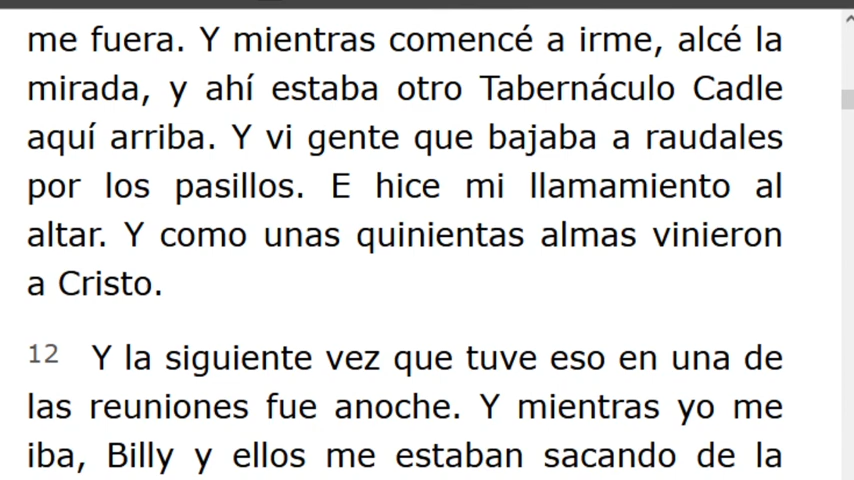 me fuera. Y mientras comencé a irme, alcé la
mirada, y ahí estaba otro Tabernáculo Cadle
aquí arriba. Y vi gente que bajaba a raudales
por los pasillos. E hice mi llamamiento al
altar. Y como unas quinientas almas vinieron
a Cristo.
12 Y la siguiente vez que tuve eso en una de
las reuniones fue anoche. Y mientras yo me
iba, Billy y ellos me estaban sacando de la